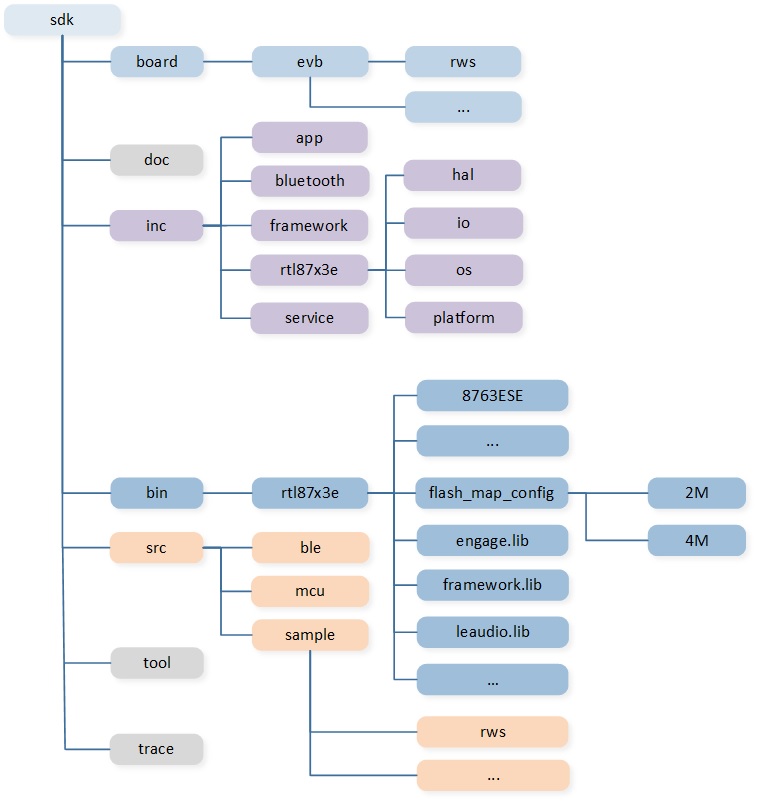 sdk
board
evb
rws
...
doc
inc
app
bluetooth
framework
rtl87x3e
service
hal
io
os
platform
bin
rtl87x3e
8763ESE
...
flash_map_config
2M
4M
engage.lib
framework.lib
leaudio.lib
...
src
ble
mcu
sample
rws
...
tool
trace